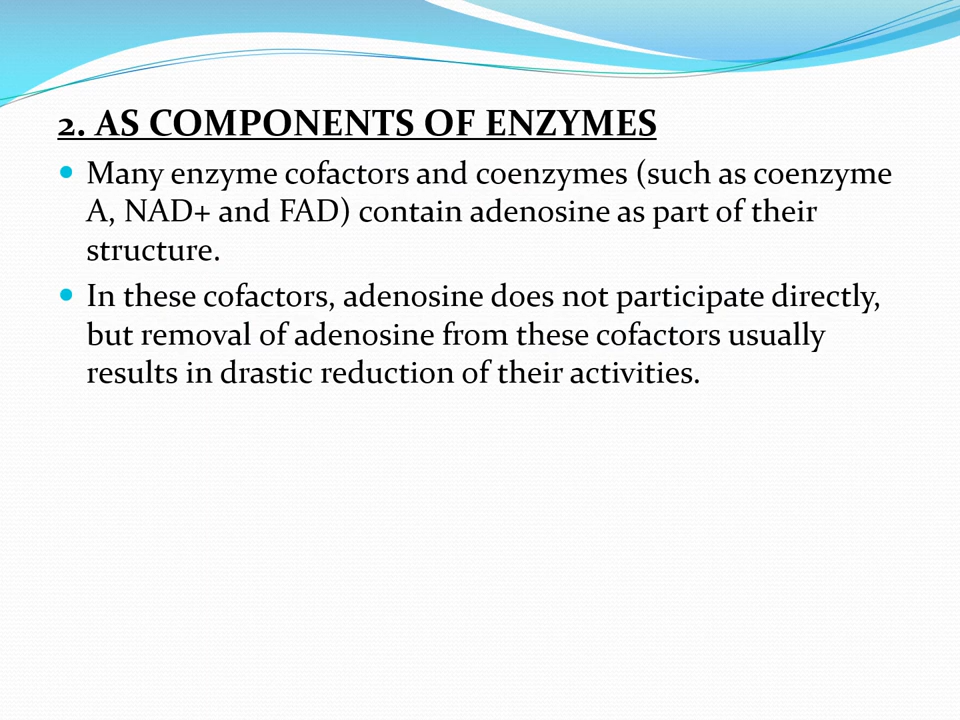 2. AS COMPONENTS OF ENZYMES
• Many enzyme cofactors and coenzymes (such as coenzyme
A, NAD+ and FAD) contain adenosine as part of their
structure.
• In these cofactors, adenosine does not participate directly,
but removal of adenosine from these cofactors usually
results in drastic reduction of their activities.